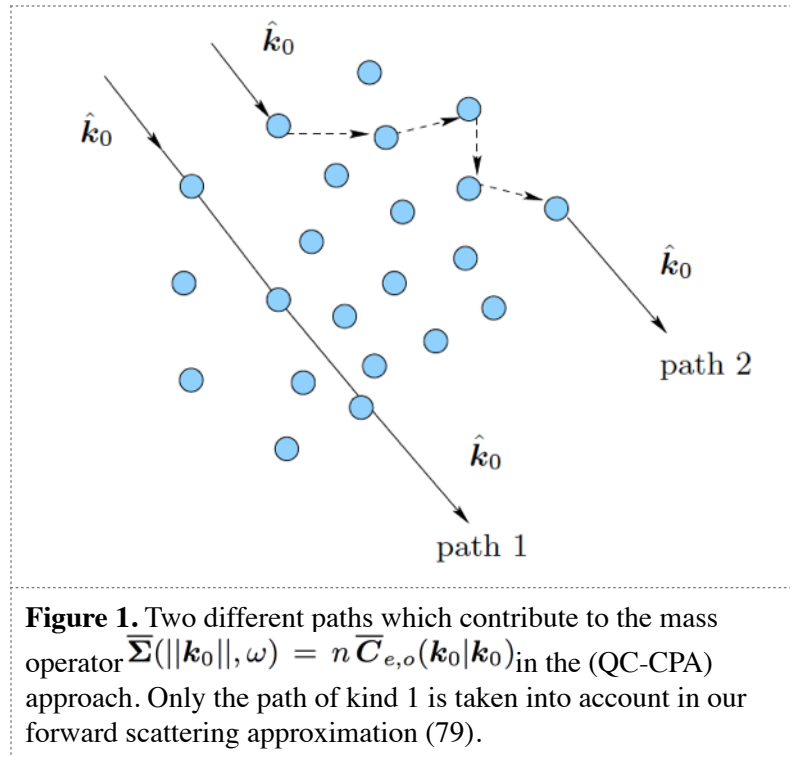 k̂₀
k̂₀
k̂₀
path 2
k̂₀
path 1
Figure 1. Two different paths which contribute to the mass
operator Σ̅(||k₀||, ω) = n C̅ₑ,ₒ(k₀|k₀) in the (QC-CPA)
approach. Only the path of kind 1 is taken into account in our
forward scattering approximation (79).